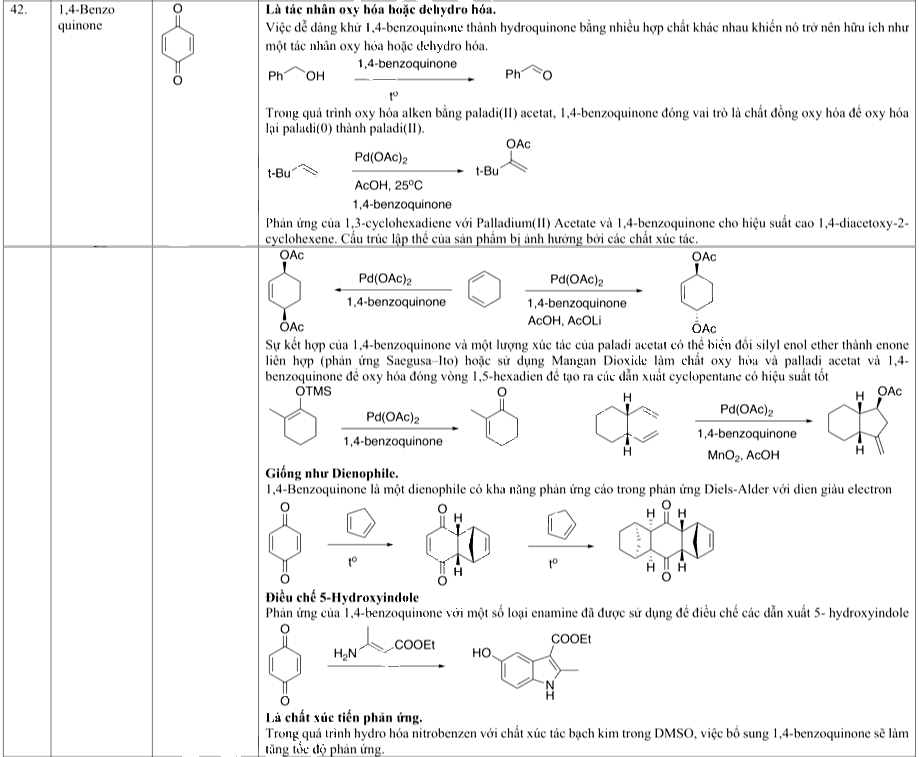 42.
1,4-Benzo
quinone
O
O
Là tác nhân oxy hóa hoặc dehydro hóa.
Việc dễ dàng khử 1,4-benzoquinone thành hydroquinone bằng nhiều hợp chất khác nhau khiến nó trở nên hữu ích như
một tác nhân oxy hóa hoặc dehydro hóa.
Ph OH 1,4-benzoquinone Ph O
tº
Trong quá trình oxy hóa alken bằng paladi(II) acetat, 1,4-benzoquinone đóng vai trò là chất đồng oxy hóa để oxy hóa
lại paladi(0) thành paladi(II).
OAc
t-Bu Pd(OAc)₂ t-Bu
AcOH, 25ºC
1,4-benzoquinone
Phản ứng của 1,3-cyclohexadiene với Palladium(II) Acetate và 1,4-benzoquinone cho hiệu suất cao 1,4-diacetoxy-2-
cyclohexene. Cấu trúc lập thể của sản phẩm bị ảnh hưởng bởi các chất xúc tác.
OAc OAc
Pd(OAc)₂ Pd(OAc)₂
1,4-benzoquinone 1,4-benzoquinone
AcOH, AcOLi
OAc OAc
Sự kết hợp của 1,4-benzoquinone và một lượng xúc tác của paladi acetat có thể biến đổi silyl enol ether thành enone
liên hợp (phản ứng Saegusa–Ito) hoặc sử dụng Mangan Dioxide làm chất oxy hóa và palladi acetat và 1,4-
benzoquinone để oxy hóa đóng vòng 1,5-hexadien để tạo ra các dẫn xuất cyclopentane có hiệu suất tốt
OTMS O H H OAc
Pd(OAc)₂ Pd(OAc)₂
1,4-benzoquinone 1,4-benzoquinone
H MnO₂, AcOH H
Giống như Dienophile.
1,4-Benzoquinone là một dienophile có khả năng phản ứng cáo trong phản ứng Diels-Alder với dien giàu electron
O O H H O H
tº tº
O O H H O H
Điều chế 5-Hydroxyindole
Phản ứng của 1,4-benzoquinone với một số loại enamine đã được sử dụng để điều chế các dẫn xuất 5- hydroxyindole
O COOEt COOEt
H₂N HO
O N
H
Là chất xúc tiến phản ứng.
Trong quá trình hydro hóa nitrobenzen với chất xúc tác bạch kim trong DMSO, việc bổ sung 1,4-benzoquinone sẽ làm
tăng tốc độ phản ứng.